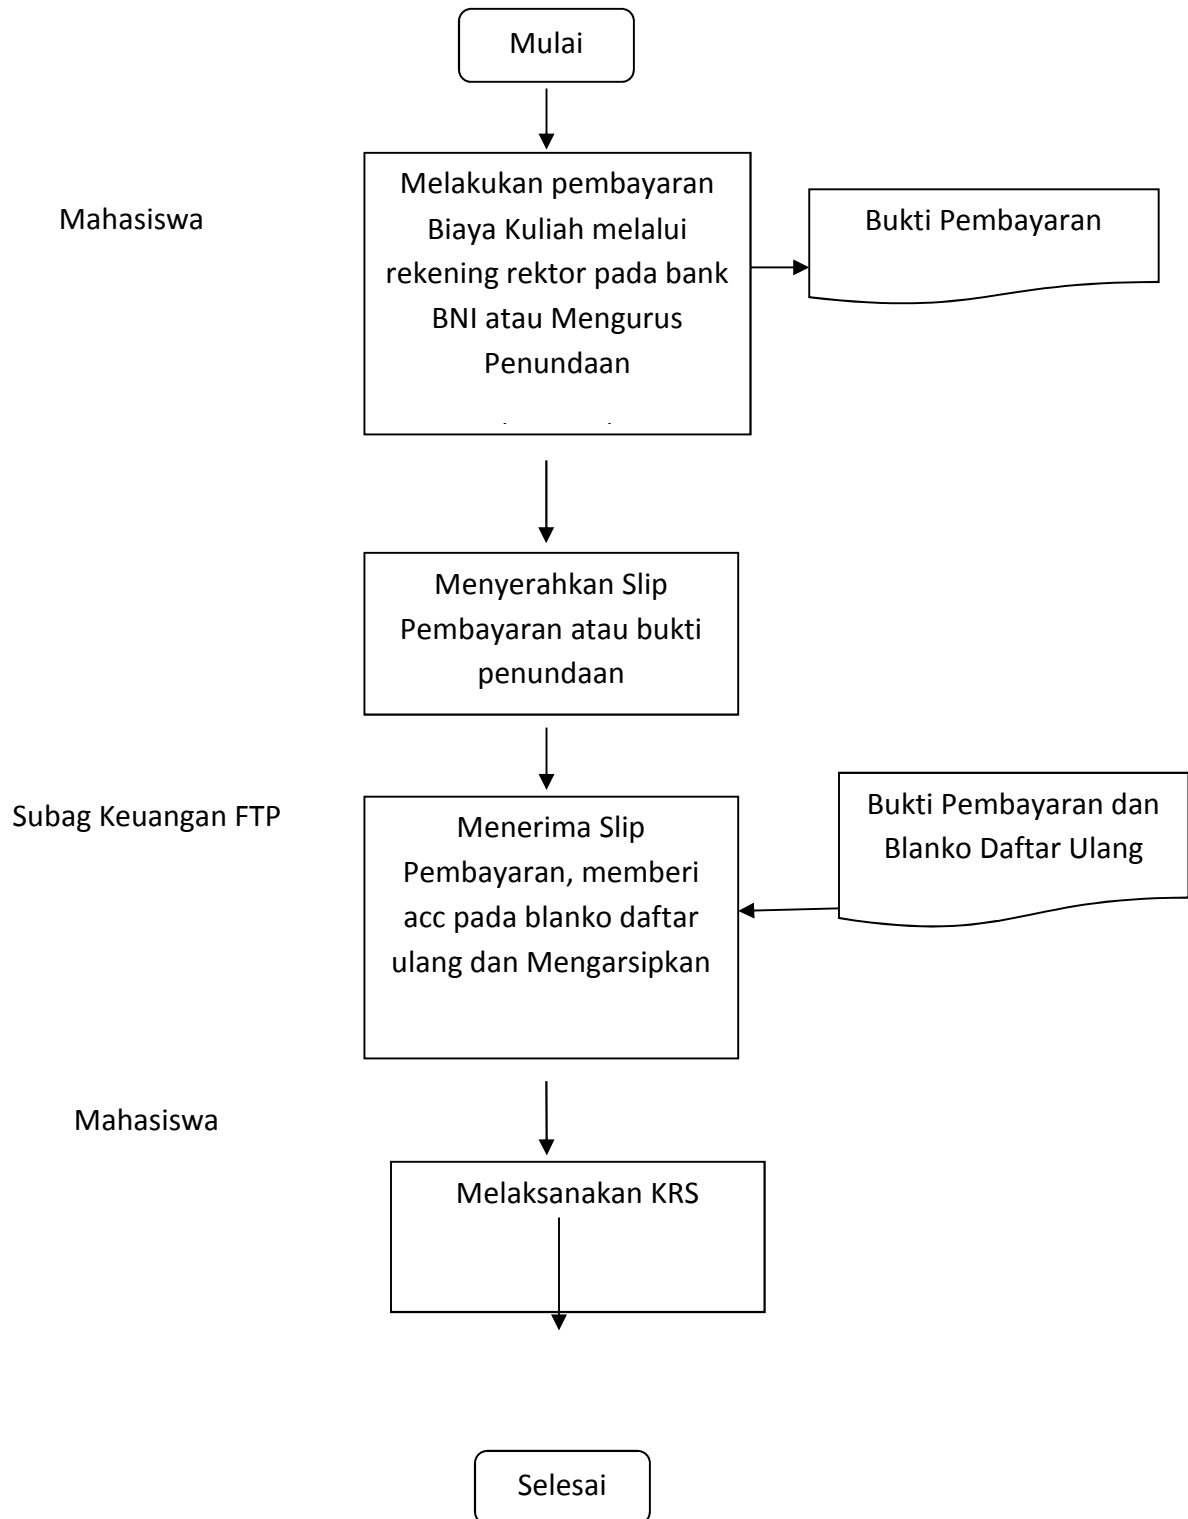 Mulai
Mahasiswa
Melakukan pembayaran
Biaya Kuliah melalui
rekening rektor pada bank
BNI atau Mengurus
Penundaan
Bukti Pembayaran
Menyerahkan Slip
Pembayaran atau bukti
penundaan
Subag Keuangan FTP
Menerima Slip
Pembayaran, memberi
acc pada blanko daftar
ulang dan Mengarsipkan
Bukti Pembayaran dan
Blanko Daftar Ulang
Mahasiswa
Melaksanakan KRS
Selesai